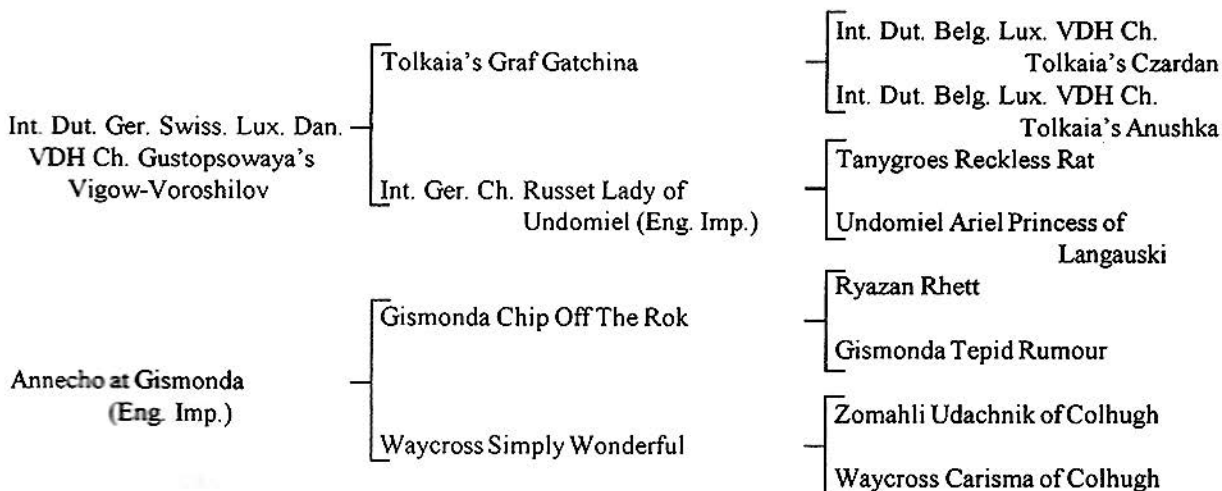 Int. Dut. Ger. Swiss. Lux. Dan.
VDH Ch. Gustopsowaya's
Vigow-Voroshilov
Tolkaia's Graf Gatchina
Int. Dut. Belg. Lux. VDH Ch.
Tolkaia's Czardan
Int. Dut. Belg. Lux. VDH Ch.
Tolkaia's Anushka
Int. Ger. Ch. Russet Lady of
Undomiel (Eng. Imp.)
Tanygroes Reckless Rat
Undomiel Ariel Princess of
Langauski
Annecho at Gismonda
(Eng. Imp.)
Gismonda Chip Off The Rok
Ryazan Rhett
Gismonda Tepid Rumour
Waycross Simply Wonderful
Zomahli Udachnik of Colhugh
Waycross Carisma of Colhugh